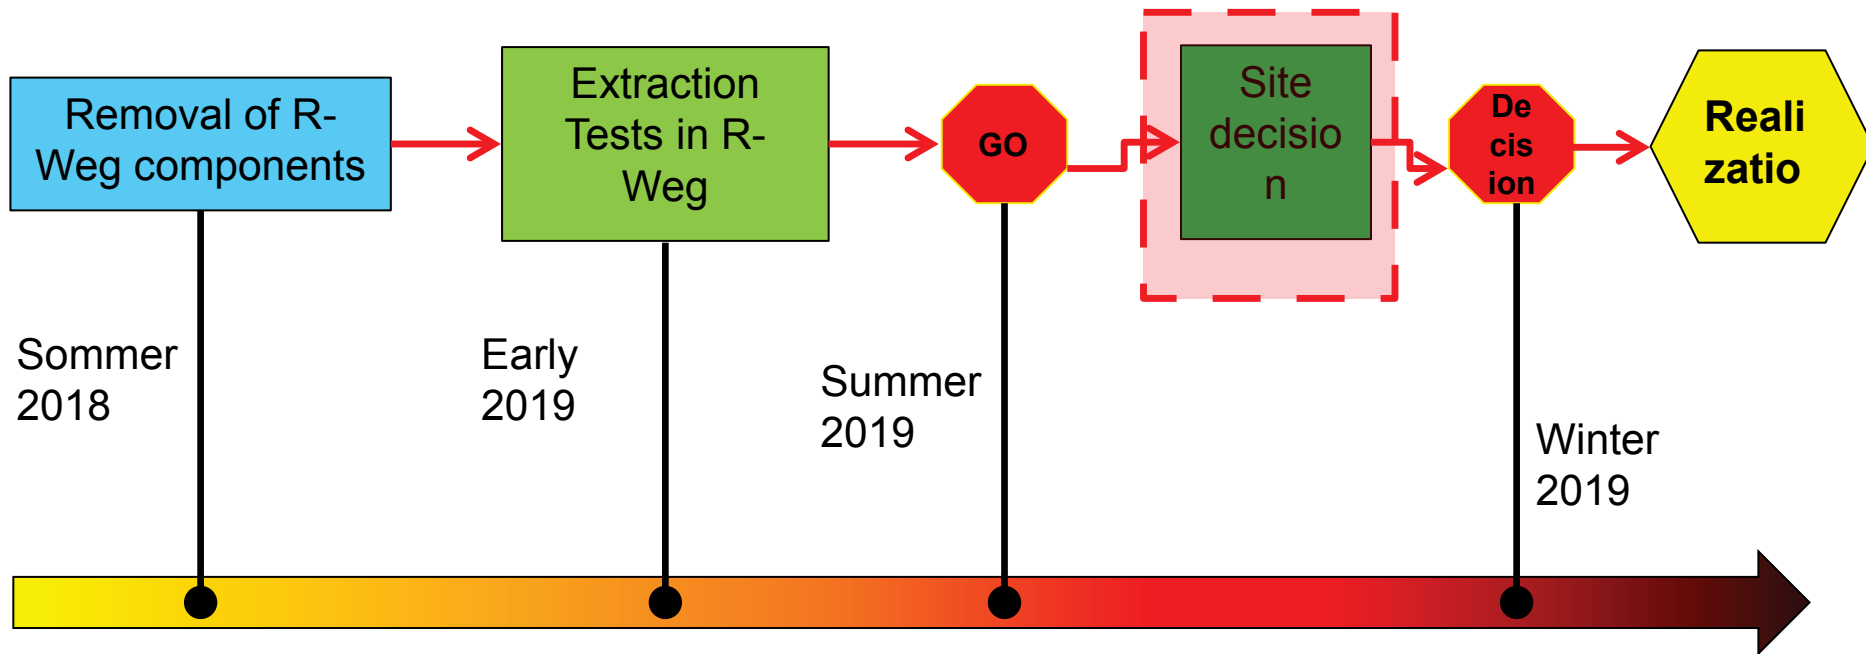 Removal of R-
Weg components
Extraction
Tests in R-
Weg
GO
Site
decisio
n
De
cis
ion
Reali
zatio
Sommer
2018
Early
2019
Summer
2019
Winter
2019